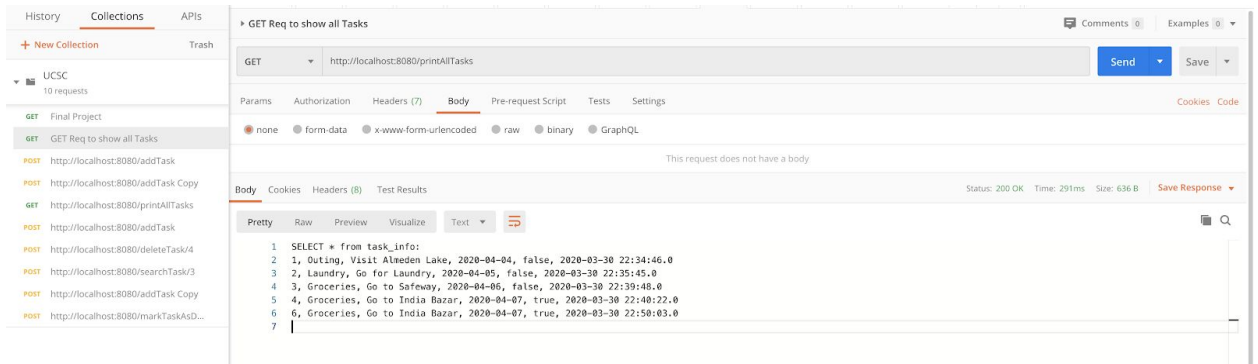 History Collections APIs
+ New Collection Trash
UCSC
10 requests
GET Final Project
GET GET Req to show all Tasks
POST http://localhost:8080/addTask
POST http://localhost:8080/addTask Copy
GET http://localhost:8080/printAllTasks
POST http://localhost:8080/addTask
POST http://localhost:8080/deleteTask/4
POST http://localhost:8080/searchTask/3
POST http://localhost:8080/addTask Copy
POST http://localhost:8080/markTaskAsD...
GET Req to show all Tasks Comments 0 Examples 0
GET http://localhost:8080/printAllTasks Send Save
Params Authorization Headers (7) Body Pre-request Script Tests Settings Cookies Code
none form-data x-www-form-urlencoded raw binary GraphQL
This request does not have a body
Body Cookies Headers (8) Test Results Status: 200 OK Time: 291ms Size: 636 B Save Response
Pretty Raw Preview Visualize Text
1 SELECT * from task_info:
2 1, Outing, Visit Almeden Lake, 2020-04-04, false, 2020-03-30 22:34:46.0
3 2, Laundry, Go for Laundry, 2020-04-05, false, 2020-03-30 22:35:45.0
4 3, Groceries, Go to Safeway, 2020-04-06, false, 2020-03-30 22:39:48.0
5 4, Groceries, Go to India Bazar, 2020-04-07, true, 2020-03-30 22:40:22.0
6 6, Groceries, Go to India Bazar, 2020-04-07, true, 2020-03-30 22:50:03.0
7